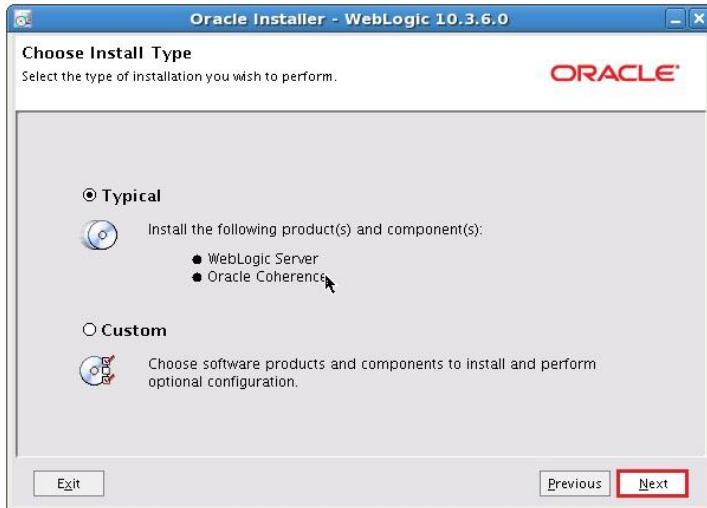 Oracle Installer - WebLogic 10.3.6.0
Choose Install Type
Select the type of installation you wish to perform.
ORACLE
Typical
Install the following product(s) and component(s):
WebLogic Server
Oracle Coherence
Custom
Choose software products and components to install and perform
optional configuration.
Exit
Previous
Next